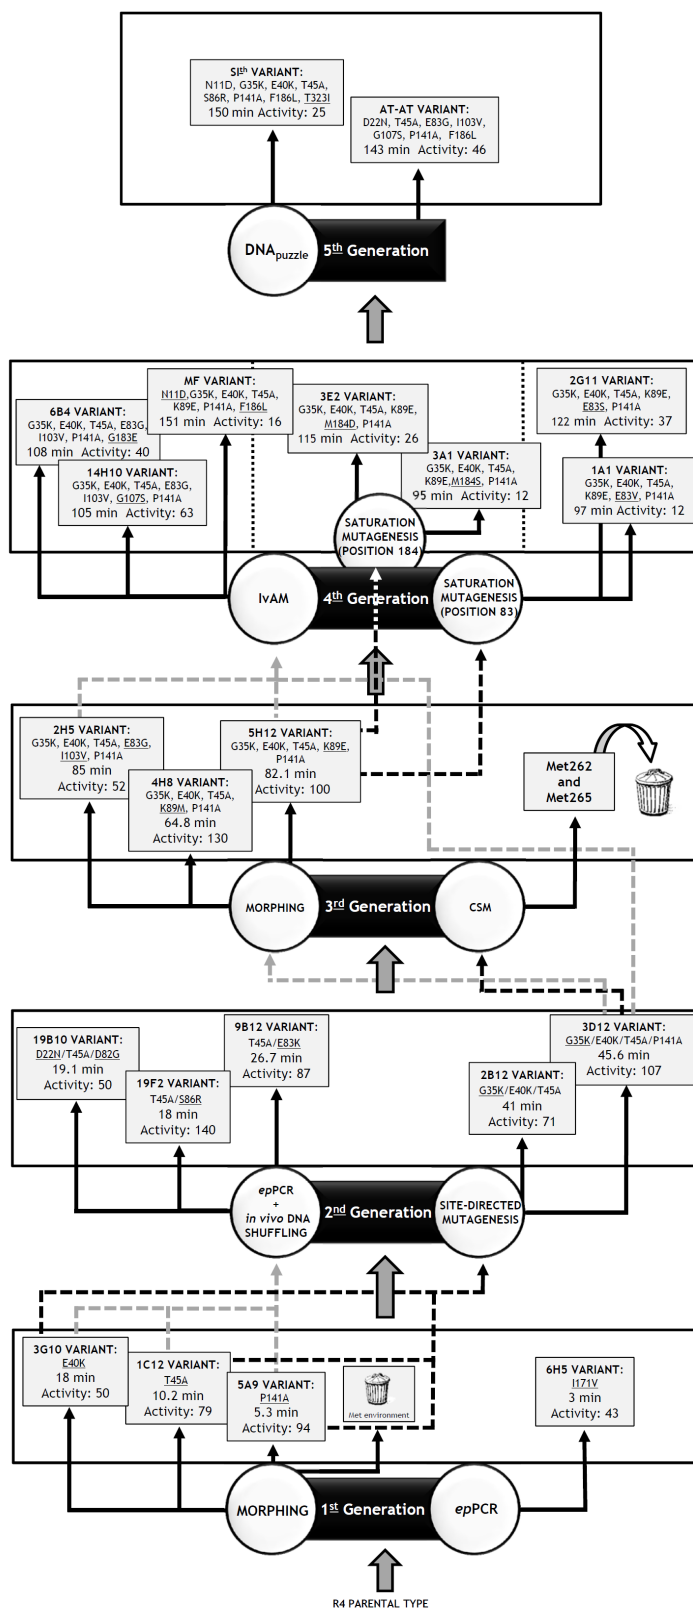 SIth VARIANT:
N11D, G35K, E40K, T45A,
S86R, P141A, F186L, T323I
150 min Activity: 25
AT-AT VARIANT:
D22N, T45A, E83G, I103V,
G107S, P141A, F186L
143 min Activity: 46
DNApuzzle
5th Generation
MF VARIANT:
N11D,G35K, E40K, T45A,
K89E, P141A, F186L
151 min Activity: 16
6B4 VARIANT:
G35K, E40K, T45A, E83G,
I103V, P141A, G183E
108 min Activity: 40
14H10 VARIANT:
G35K, E40K, T45A, E83G,
I103V, G107S, P141A
105 min Activity: 63
3E2 VARIANT:
G35K, E40K, T45A, K89E,
M184D, P141A
115 min Activity: 26
3A1 VARIANT:
G35K, E40K, T45A,
K89E,M184S, P141A
95 min Activity: 12
2G11 VARIANT:
G35K, E40K, T45A, K89E,
E83S, P141A
122 min Activity: 37
1A1 VARIANT:
G35K, E40K, T45A,
K89E, E83V, P141A
97 min Activity: 12
SATURATION
MUTAGENESIS
(POSITION 184)
IvAM
4th Generation
SATURATION
MUTAGENESIS
(POSITION 83)
2H5 VARIANT:
G35K, E40K, T45A, E83G,
I103V, P141A
85 min
Activity: 52
4H8 VARIANT:
G35K, E40K, T45A,
K89M, P141A
64.8 min
Activity: 130
5H12 VARIANT:
G35K, E40K, T45A, K89E,
P141A
82.1 min
Activity: 100
Met262
and
Met265
MORPHING
3rd Generation
CSM
19B10 VARIANT:
D22N/T45A/D82G
19.1 min
Activity: 50
19F2 VARIANT:
T45A/S86R
18 min
Activity: 140
9B12 VARIANT:
T45A/E83K
26.7 min
Activity: 87
2B12 VARIANT:
G35K/E40K/T45A
41 min
Activity: 71
3D12 VARIANT:
G35K/E40K/T45A/P141A
45.6 min
Activity: 107
epPCR
+
in vivo DNA
SHUFFLING
2nd Generation
SITE-DIRECTED
MUTAGENESIS
3G10 VARIANT:
E40K
18 min
Activity: 50
1C12 VARIANT:
T45A
10.2 min
Activity: 79
5A9 VARIANT:
P141A
5.3 min
Activity: 94
Met environment
6H5 VARIANT:
I171V
3 min
Activity: 43
MORPHING
1st Generation
epPCR
R4 PARENTAL TYPE